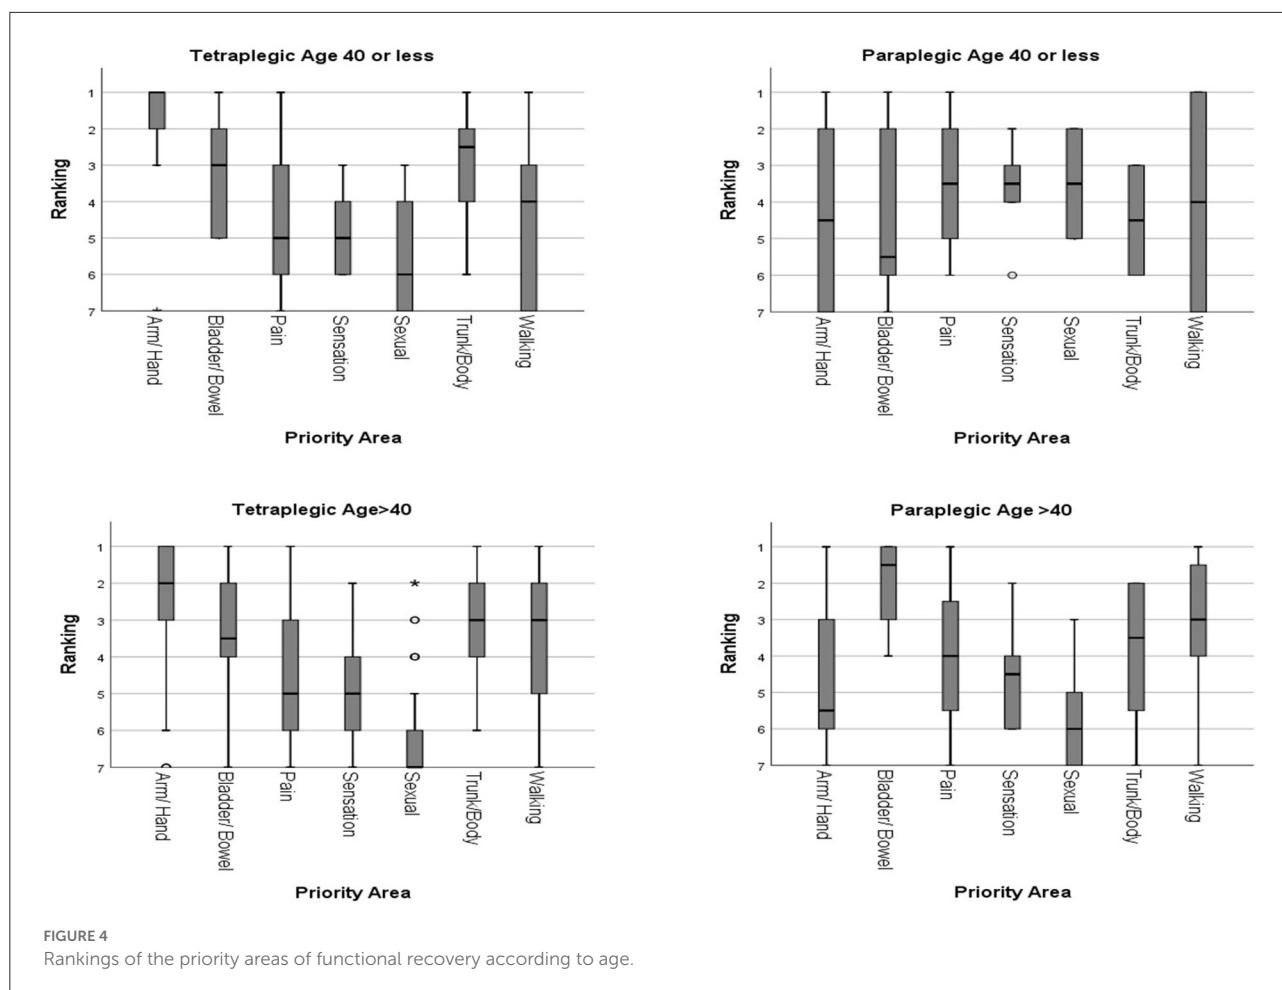 Tetraplegic Age 40 or less
Ranking
1
2
3
4
5
6
7
Arm/ Hand
Bladder/ Bowel
Pain
Sensation
Sexual
Trunk/Body
Walking
Priority Area
Paraplegic Age 40 or less
Ranking
1
2
3
4
5
6
7
Arm/ Hand
Bladder/ Bowel
Pain
Sensation
Sexual
Trunk/Body
Walking
Priority Area
Tetraplegic Age>40
Ranking
1
2
3
4
5
6
7
Arm/ Hand
Bladder/ Bowel
Pain
Sensation
Sexual
Trunk/Body
Walking
Priority Area
Paraplegic Age >40
Ranking
1
2
3
4
5
6
7
Arm/ Hand
Bladder/ Bowel
Pain
Sensation
Sexual
Trunk/Body
Walking
Priority Area
FIGURE 4
Rankings of the priority areas of functional recovery according to age.